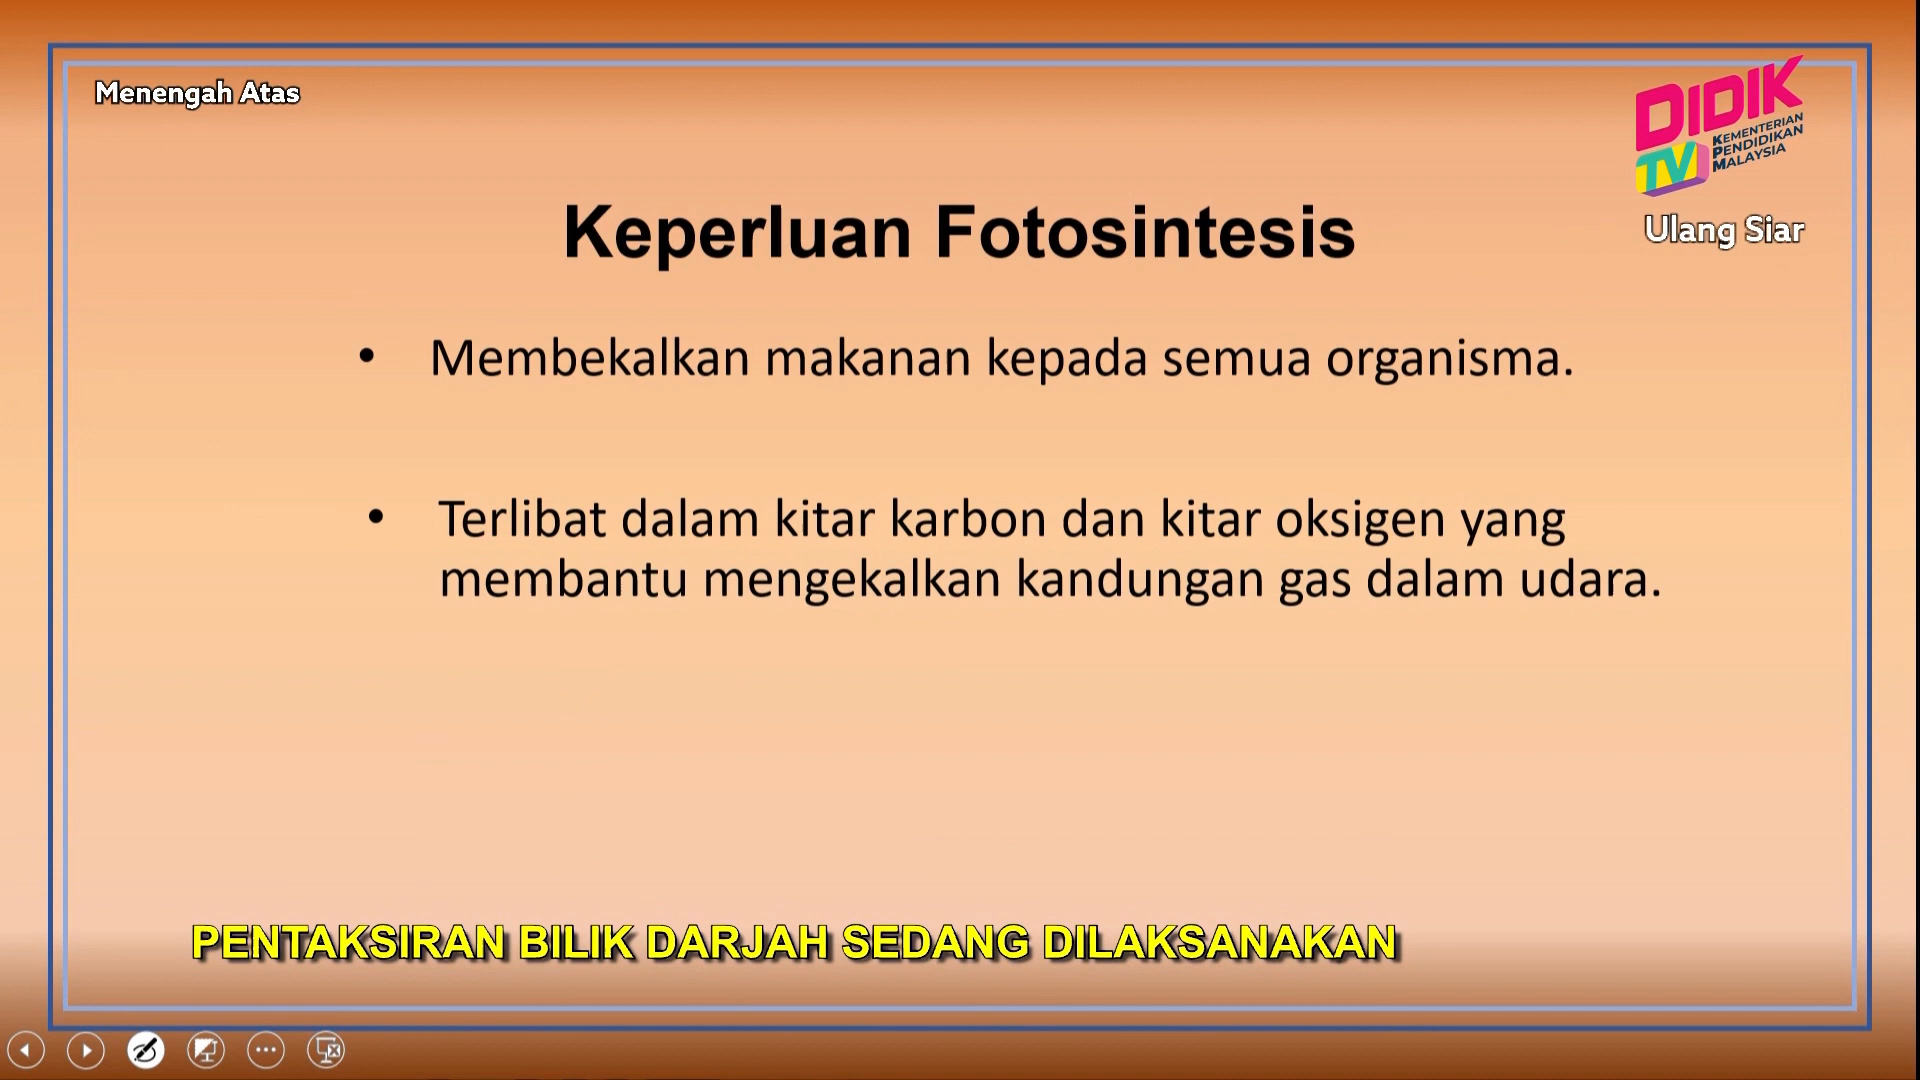 Menengah Atas
DIDIK
TV
KEMENTERIAN
PENDIDIKAN
MALAYSIA
Ulang Siar
Keperluan Fotosintesis
• Membekalkan makanan kepada semua organisma.
• Terlibat dalam kitar karbon dan kitar oksigen yang
membantu mengekalkan kandungan gas dalam udara.
PENTAKSIRAN BILIK DARJAH SEDANG DILAKSANAKAN